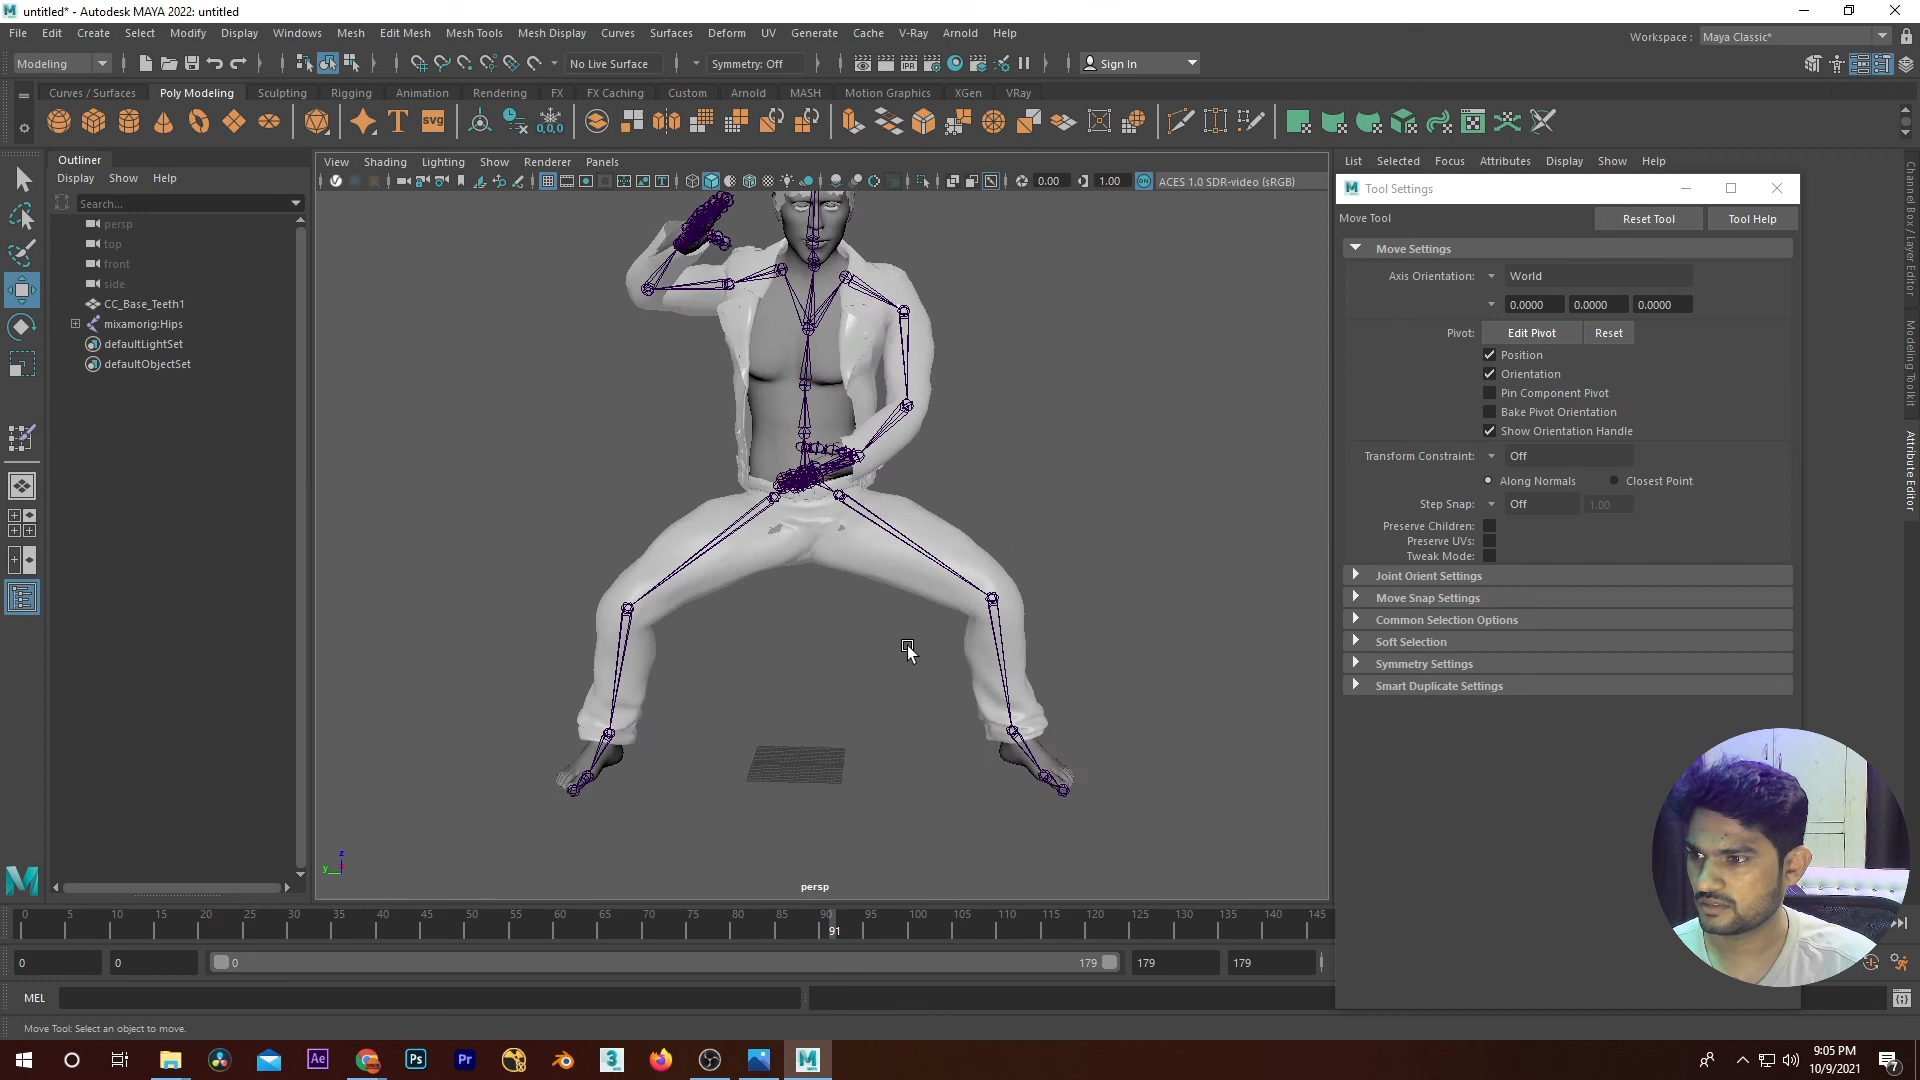 untitled* - Autodesk MAYA 2022: untitled
File Edit Create Select Modify Display Windows Mesh Edit Mesh Mesh Tools Mesh Display Curves Surfaces Deform UV Generate Cache V-Ray Arnold Help
Workspace : Maya Classic*
Modeling No Live Surface Symmetry: Off Sign In
Curves / Surfaces Poly Modeling Sculpting Rigging Animation Rendering FX FX Caching Custom Arnold MASH Motion Graphics XGen VRay
Outliner
Display Show Help
Search...
persp
top
front
side
CC_Base_Teeth1
mixamorig:Hips
defaultLightSet
defaultObjectSet
View Shading Lighting Show Renderer Panels
0.00 1.00 ACES 1.0 SDR-video (sRGB)
persp
List Selected Focus Attributes Display Show Help
Tool Settings
Move Tool Reset Tool Tool Help
Move Settings
Axis Orientation: World
0.0000 0.0000 0.0000
Pivot: Edit Pivot Reset
Position
Orientation
Pin Component Pivot
Bake Pivot Orientation
Show Orientation Handle
Transform Constraint: Off
Along Normals Closest Point
Step Snap: Off 1.00
Preserve Children:
Preserve UVs:
Tweak Mode:
Joint Orient Settings
Move Snap Settings
Common Selection Options
Soft Selection
Symmetry Settings
Smart Duplicate Settings
Channel Box / Layer Editor
Modeling Toolkit
Attribute Editor
0 5 10 15 20 25 30 35 40 45 50 55 60 65 70 75 80 85 90 95 100 105 110 115 120 125 130 135 140 145
91
0 0 0 179 179 179
MEL
Move Tool: Select an object to move.
9:05 PM
10/9/2021